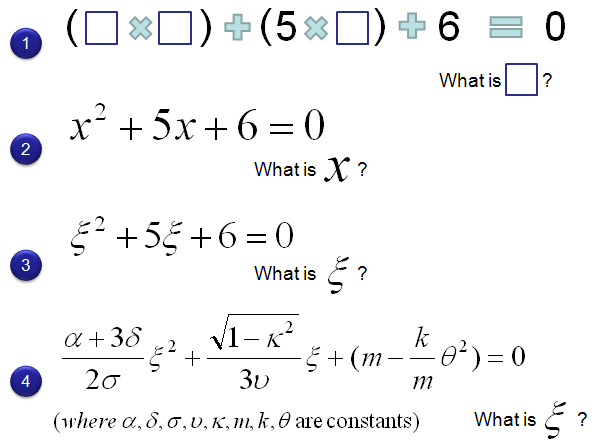 1 (□ × □) + (5 × □) + 6 = 0
What is □ ?
2 x² + 5x + 6 = 0
What is x ?
3 ξ² + 5ξ + 6 = 0
What is ξ ?
4 (α + 3δ)/(2σ) ξ² + √(1 − κ²)/(3υ) ξ + (m − (k/m) θ²) = 0
(where α, δ, σ, υ, κ, m, k, θ are constants) What is ξ ?